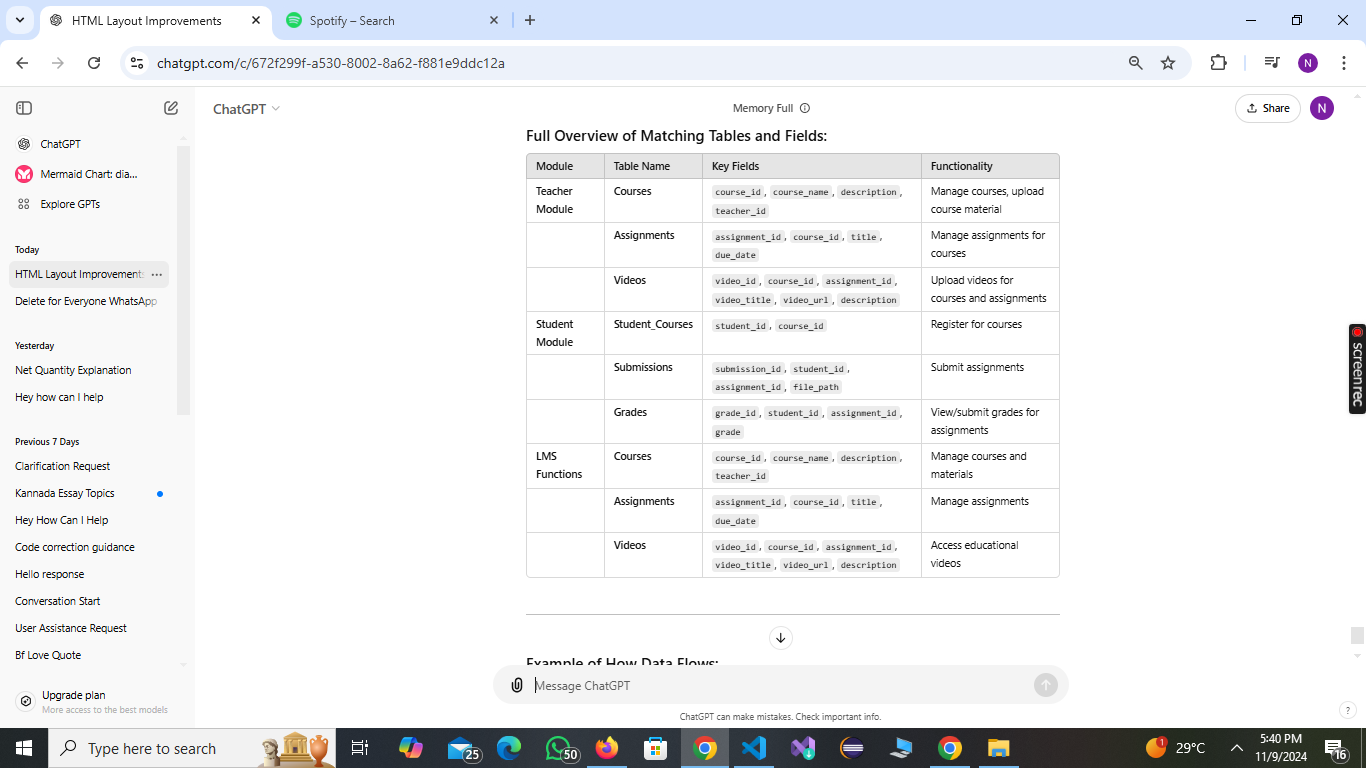 HTML Layout Improvements
Spotify – Search
chatgpt.com/c/672f299f-a530-8002-8a62-f881e9ddc12a
N
ChatGPT
Memory Full
Share
N
ChatGPT
Mermaid Chart: dia...
Explore GPTs
Today
HTML Layout Improvements
Delete for Everyone WhatsApp
Yesterday
Net Quantity Explanation
Hey how can I help
Previous 7 Days
Clarification Request
Kannada Essay Topics
Hey How Can I Help
Code correction guidance
Hello response
Conversation Start
User Assistance Request
Bf Love Quote
Upgrade plan
More access to the best models
Full Overview of Matching Tables and Fields:
Module Table Name Key Fields Functionality
Teacher Courses course_id, course_name, description, Manage courses, upload
Module teacher_id course material
Assignments assignment_id, course_id, title, Manage assignments for
due_date courses
Videos video_id, course_id, assignment_id, Upload videos for
video_title, video_url, description courses and assignments
Student Student_Courses student_id, course_id Register for courses
Module
Submissions submission_id, student_id, Submit assignments
assignment_id, file_path
Grades grade_id, student_id, assignment_id, View/submit grades for
grade assignments
LMS Courses course_id, course_name, description, Manage courses and
Functions teacher_id materials
Assignments assignment_id, course_id, title, Manage assignments
due_date
Videos video_id, course_id, assignment_id, Access educational
video_title, video_url, description videos
Example of How Data Flows:
Message ChatGPT
ChatGPT can make mistakes. Check important info.
?
screenrec
Type here to search
25
50
1
29°C
5:40 PM
11/9/2024
16